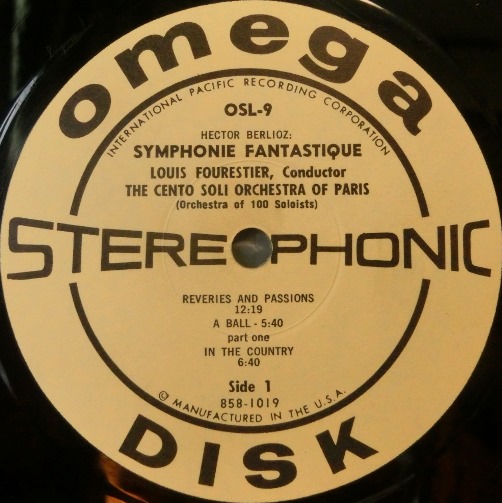 omega
INTERNATIONAL PACIFIC RECORDING CORPORATION
OSL-9
HECTOR BERLIOZ:
SYMPHONIE FANTASTIQUE
LOUIS FOURESTIER, Conductor
THE CENTO SOLI ORCHESTRA OF PARIS
(Orchestra of 100 Soloists)
STEREOPHONIC
REVERIES AND PASSIONS
12:19
A BALL - 5:40
part one
IN THE COUNTRY
6:40
Side 1
858-1019
© MANUFACTURED IN THE U.S.A.
DISK